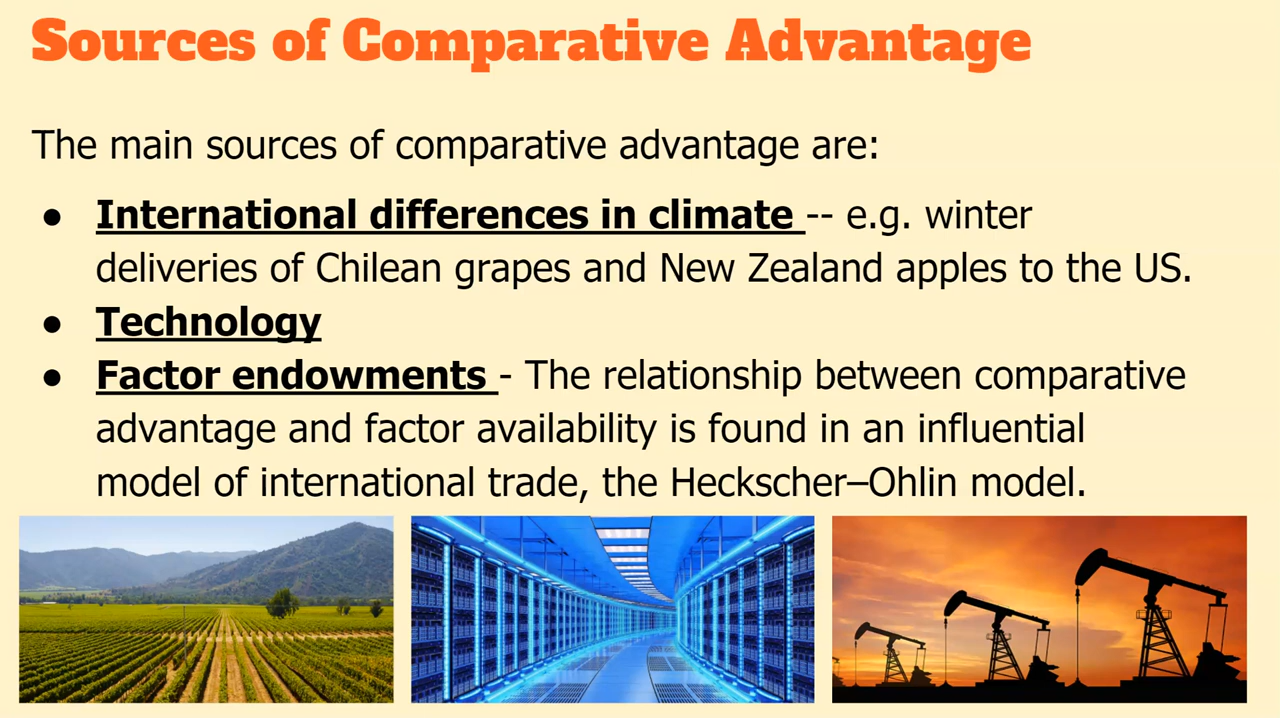 Sources of Comparative Advantage
The main sources of comparative advantage are:
● International differences in climate -- e.g. winter
deliveries of Chilean grapes and New Zealand apples to the US.
● Technology
● Factor endowments - The relationship between comparative
advantage and factor availability is found in an influential
model of international trade, the Heckscher–Ohlin model.